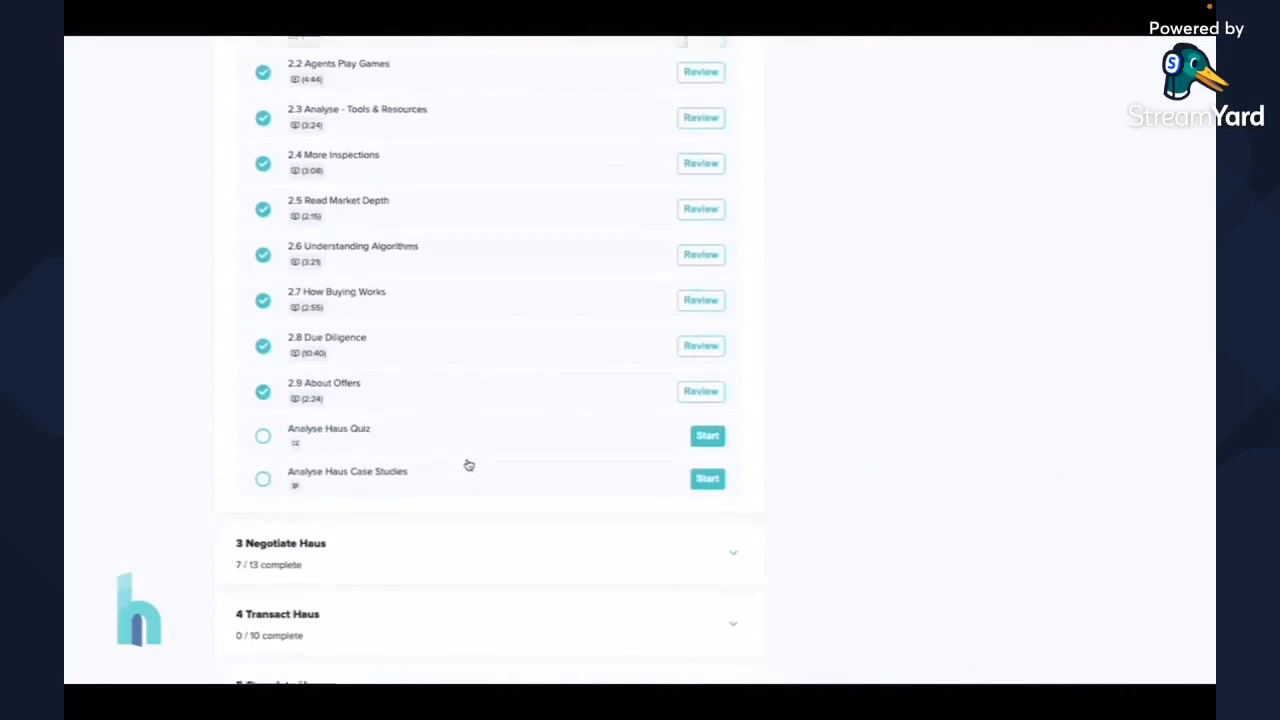 Powered by
StreamYard
2.2 Agents Play Games
(4:44)
Review
2.3 Analyse - Tools & Resources
(3:24)
Review
2.4 More Inspections
(3:08)
Review
2.5 Read Market Depth
(2:15)
Review
2.6 Understanding Algorithms
(3:21)
Review
2.7 How Buying Works
(2:55)
Review
2.8 Due Diligence
(10:40)
Review
2.9 About Offers
(2:24)
Review
Analyse Haus Quiz
Start
Analyse Haus Case Studies
Start
3 Negotiate Haus
7 / 13 complete
4 Transact Haus
0 / 10 complete
h